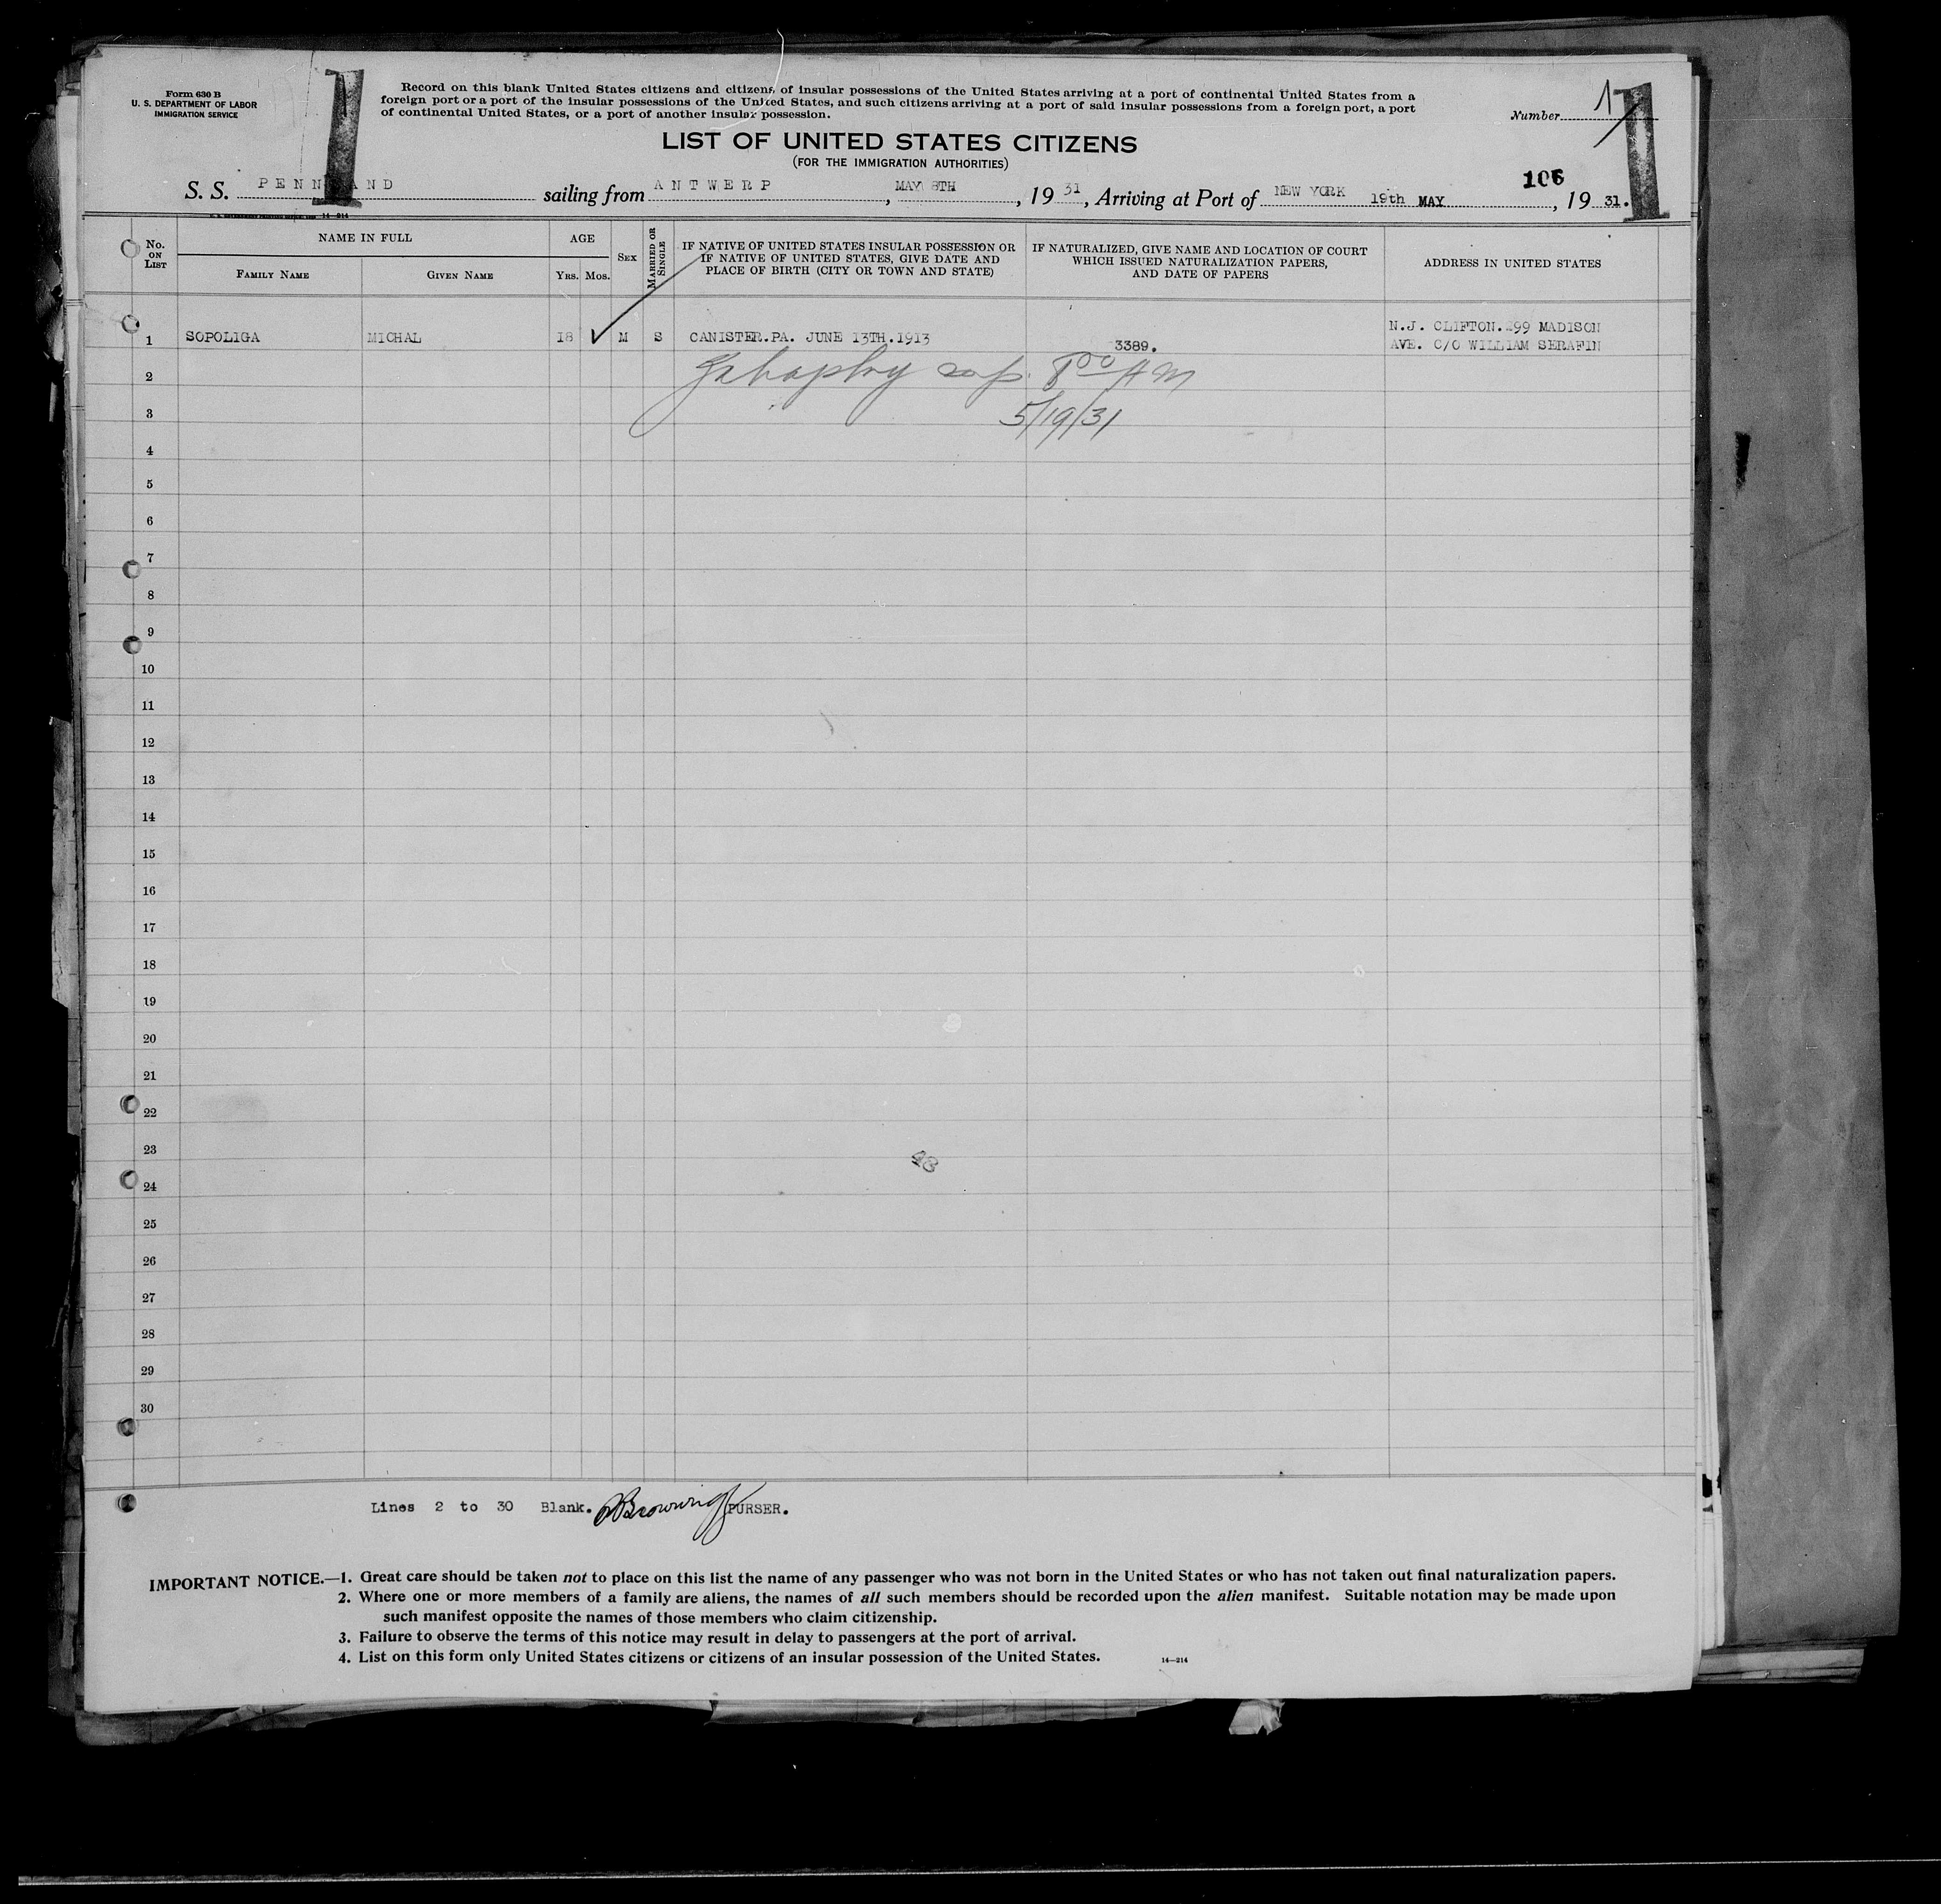 Form 630 B
U. S. DEPARTMENT OF LABOR
IMMIGRATION SERVICE
1
Record on this blank United States citizens and citizens of insular possessions of the United States arriving at a port of continental United States from a
foreign port or a port of the insular possessions of the United States, and such citizens arriving at a port of said insular possessions from a foreign port, a port
of continental United States, or a port of another insular possession.
Number 1
1
LIST OF UNITED STATES CITIZENS
(FOR THE IMMIGRATION AUTHORITIES)
106
S. S. PENNLAND sailing from ANTWERP, MAY 8TH, 19 31, Arriving at Port of NEW YORK 19th MAY, 19 31.
14-214
No. ON LIST
NAME IN FULL
FAMILY NAME
GIVEN NAME
AGE
YRS. MOS.
SEX
MARRIED OR SINGLE
IF NATIVE OF UNITED STATES INSULAR POSSESSION OR
IF NATIVE OF UNITED STATES, GIVE DATE AND
PLACE OF BIRTH (CITY OR TOWN AND STATE)
IF NATURALIZED, GIVE NAME AND LOCATION OF COURT
WHICH ISSUED NATURALIZATION PAPERS,
AND DATE OF PAPERS
ADDRESS IN UNITED STATES
1 SOPOLIGA MICHAL 18 ✓ M S CANISTER.PA. JUNE 13TH.1913 3389. N.J. CLIFTON. 99 MADISON
AVE. C/O WILLIAM SERAFIN
2 8 00 AM
3 5/19/31
4
5
6
7
8
9
10
11
12
13
14
15
16
17
18
19
20
21
22
23
24
25
26
27
28
29
30
Lines 2 to 30 Blank. Browning PURSER.
IMPORTANT NOTICE.—1. Great care should be taken not to place on this list the name of any passenger who was not born in the United States or who has not taken out final naturalization papers.
2. Where one or more members of a family are aliens, the names of all such members should be recorded upon the alien manifest. Suitable notation may be made upon
such manifest opposite the names of those members who claim citizenship.
3. Failure to observe the terms of this notice may result in delay to passengers at the port of arrival.
4. List on this form only United States citizens or citizens of an insular possession of the United States. 14—214